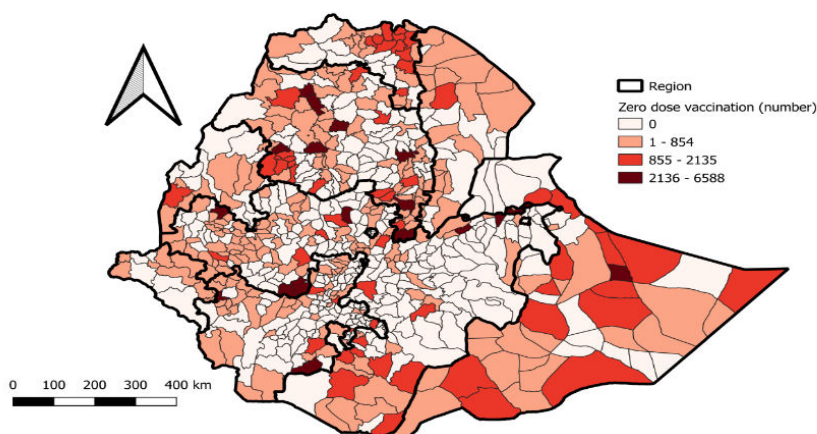 Region
Zero dose vaccination (number)
0
1 - 854
855 - 2135
2136 - 6588
0 100 200 300 400 km